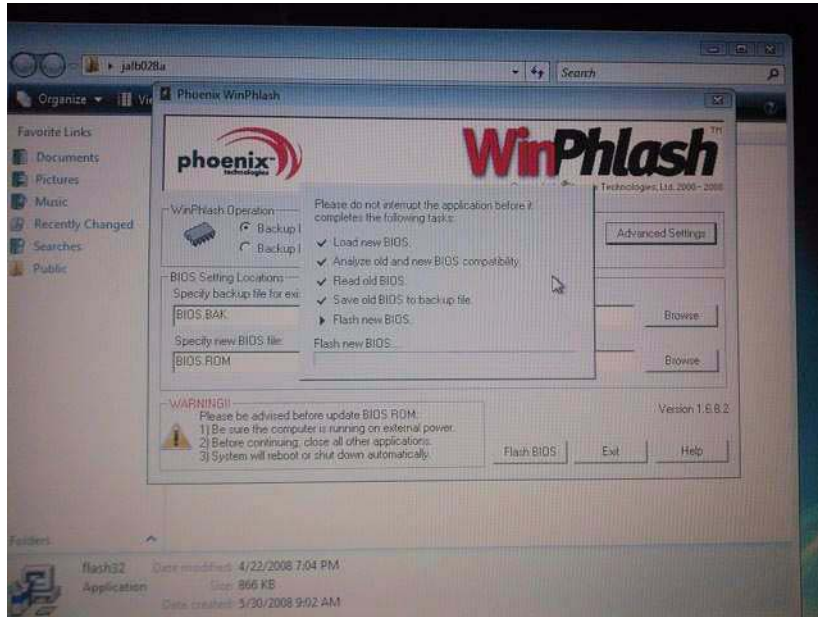 jalb028a
Search
Organize
Phoenix WinPhlash
Favorite Links
Documents
Pictures
Music
Recently Changed
Searches
Public
phoenix
technologies
WinPhlash™
Technologies, Ltd. 2000-2008
WinPhlash Operation
Backup
Backup
Advanced Settings
Please do not interrupt the application before it
completes the following tasks:
Load new BIOS.
Analyze old and new BIOS compatibility.
Read old BIOS.
Save old BIOS to backup file.
Flash new BIOS.
Flash new BIOS...
BIOS Setting Locations
Specify backup file for
BIOS.BAK
Browse
Specify new BIOS file:
BIOS.ROM
Browse
WARNING!!
Please be advised before update BIOS ROM:
1) Be sure the computer is running on external power.
2) Before continuing, close all other applications.
3) System will reboot or shut down automatically.
Version 1.6.8.2
Flash BIOS
Exit
Help
Folders
flash32
Application
Date modified: 4/22/2008 7:04 PM
Size: 866 KB
Date created: 5/30/2008 9:02 AM